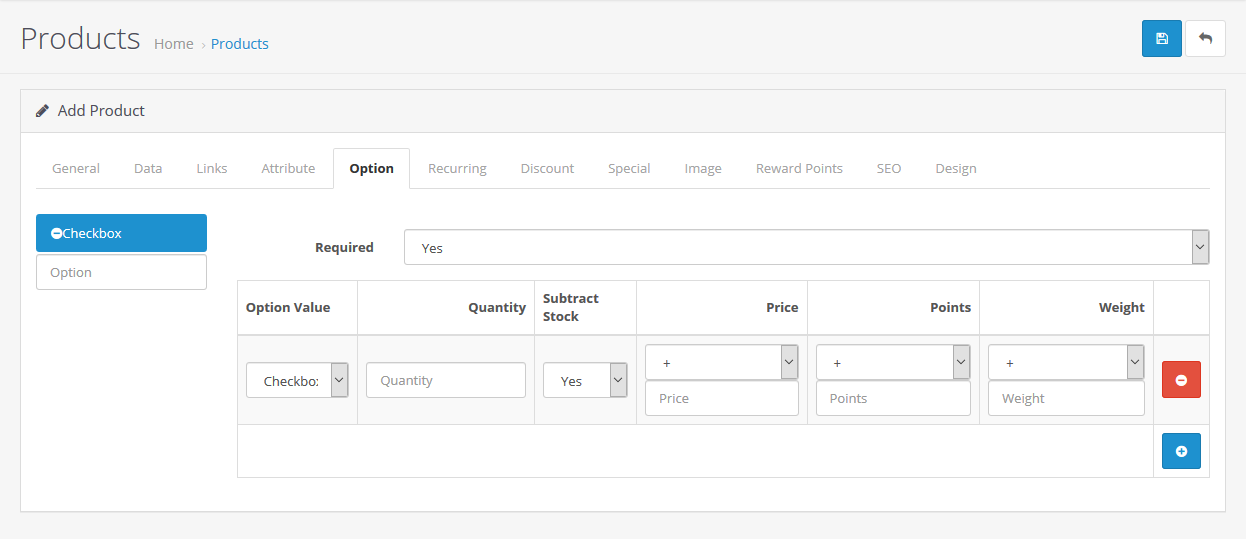 Products Home › Products
Add Product
General Data Links Attribute Option Recurring Discount Special Image Reward Points SEO Design
Checkbox
Option
Required Yes
Option Value Quantity Subtract Stock Price Points Weight
Checkbo: Quantity Yes + + +
Price Points Weight